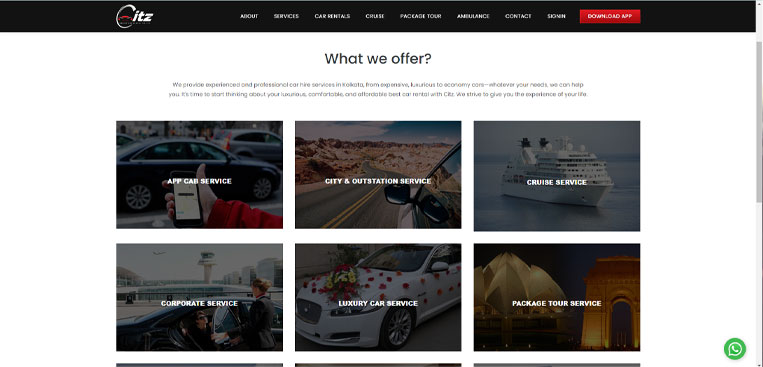 Citz
ABOUT SERVICES CAR RENTALS CRUISE PACKAGE TOUR AMBULANCE CONTACT SIGNIN DOWNLOAD APP
What we offer?
We provide experienced and professional car hire services in Kolkata, from expensive, luxurious to economy care—whatever your needs, we can help
you. It's time to start thinking about your luxurious, comfortable, and affordable best car rental with Citz. We strive to give you the experience of your life.
APP CAB SERVICE
CITY & OUTSTATION SERVICE
CRUISE SERVICE
CORPORATE SERVICE
LUXURY CAR SERVICE
PACKAGE TOUR SERVICE